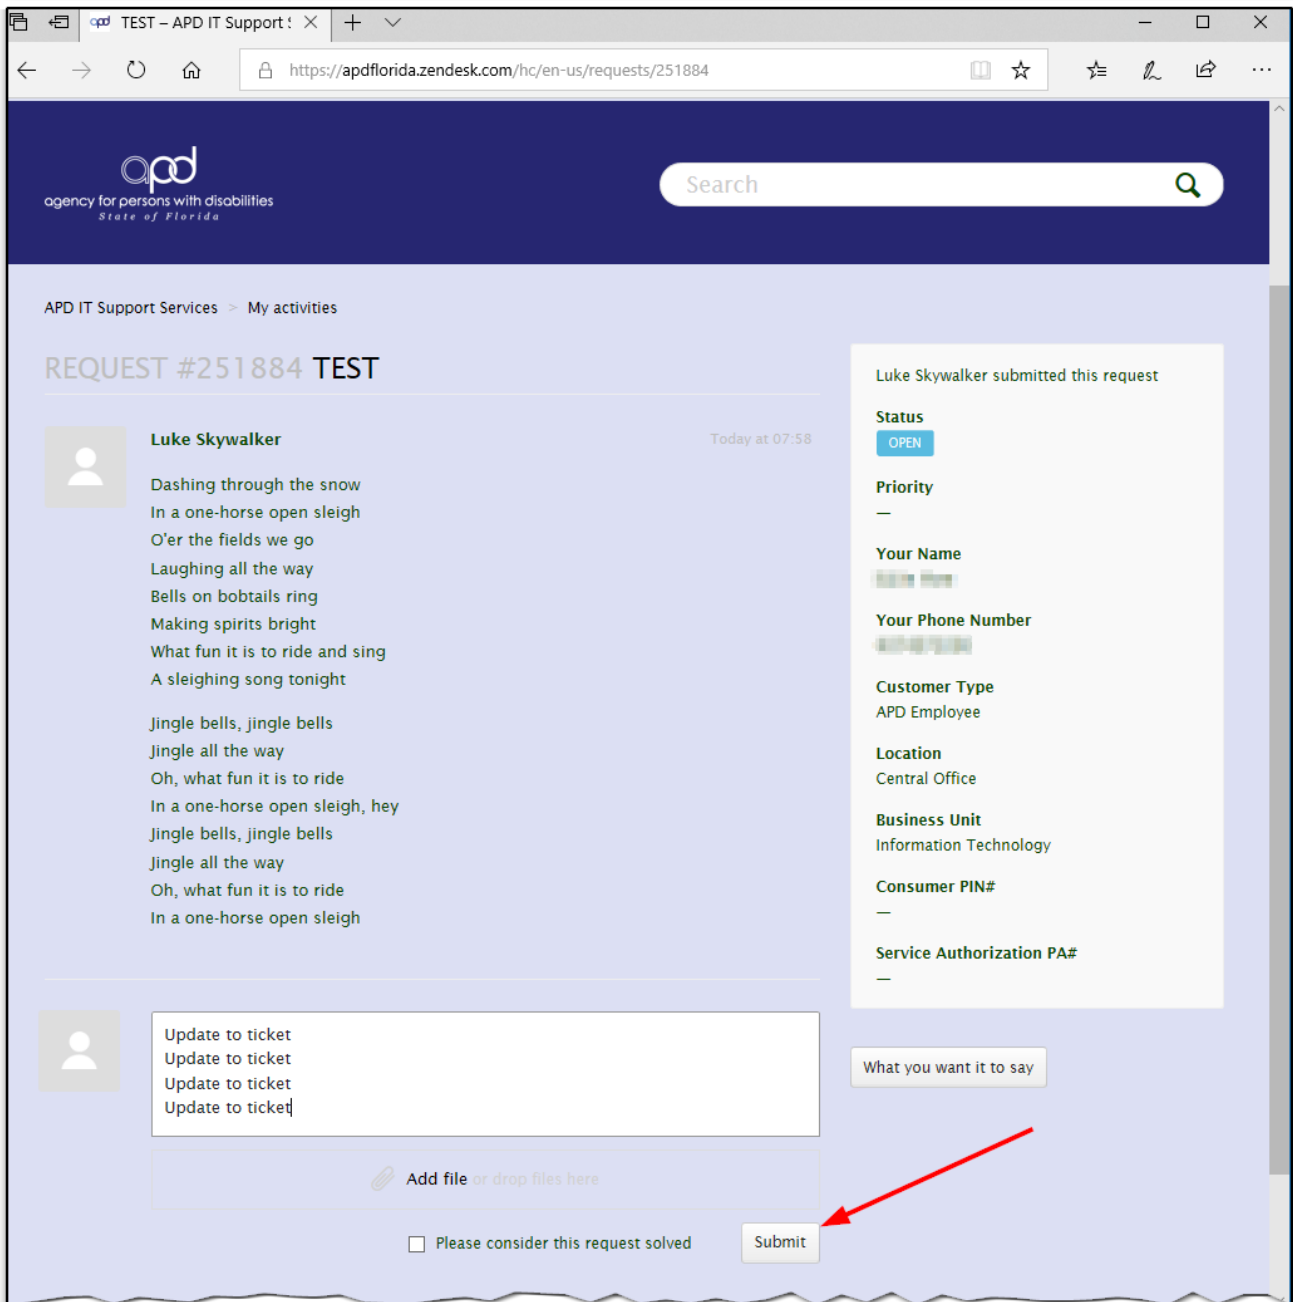 TEST – APD IT Support S
https://apdflorida.zendesk.com/hc/en-us/requests/251884
apd
agency for persons with disabilities
State of Florida
Search
APD IT Support Services > My activities
REQUEST #251884 TEST
Luke Skywalker
Today at 07:58
Dashing through the snow
In a one-horse open sleigh
O'er the fields we go
Laughing all the way
Bells on bobtails ring
Making spirits bright
What fun it is to ride and sing
A sleighing song tonight
Jingle bells, jingle bells
Jingle all the way
Oh, what fun it is to ride
In a one-horse open sleigh, hey
Jingle bells, jingle bells
Jingle all the way
Oh, what fun it is to ride
In a one-horse open sleigh
Update to ticket
Update to ticket
Update to ticket
Update to ticket
Add file or drop files here
Please consider this request solved
Submit
Luke Skywalker submitted this request
Status
OPEN
Priority
—
Your Name
Your Phone Number
Customer Type
APD Employee
Location
Central Office
Business Unit
Information Technology
Consumer PIN#
—
Service Authorization PA#
—
What you want it to say